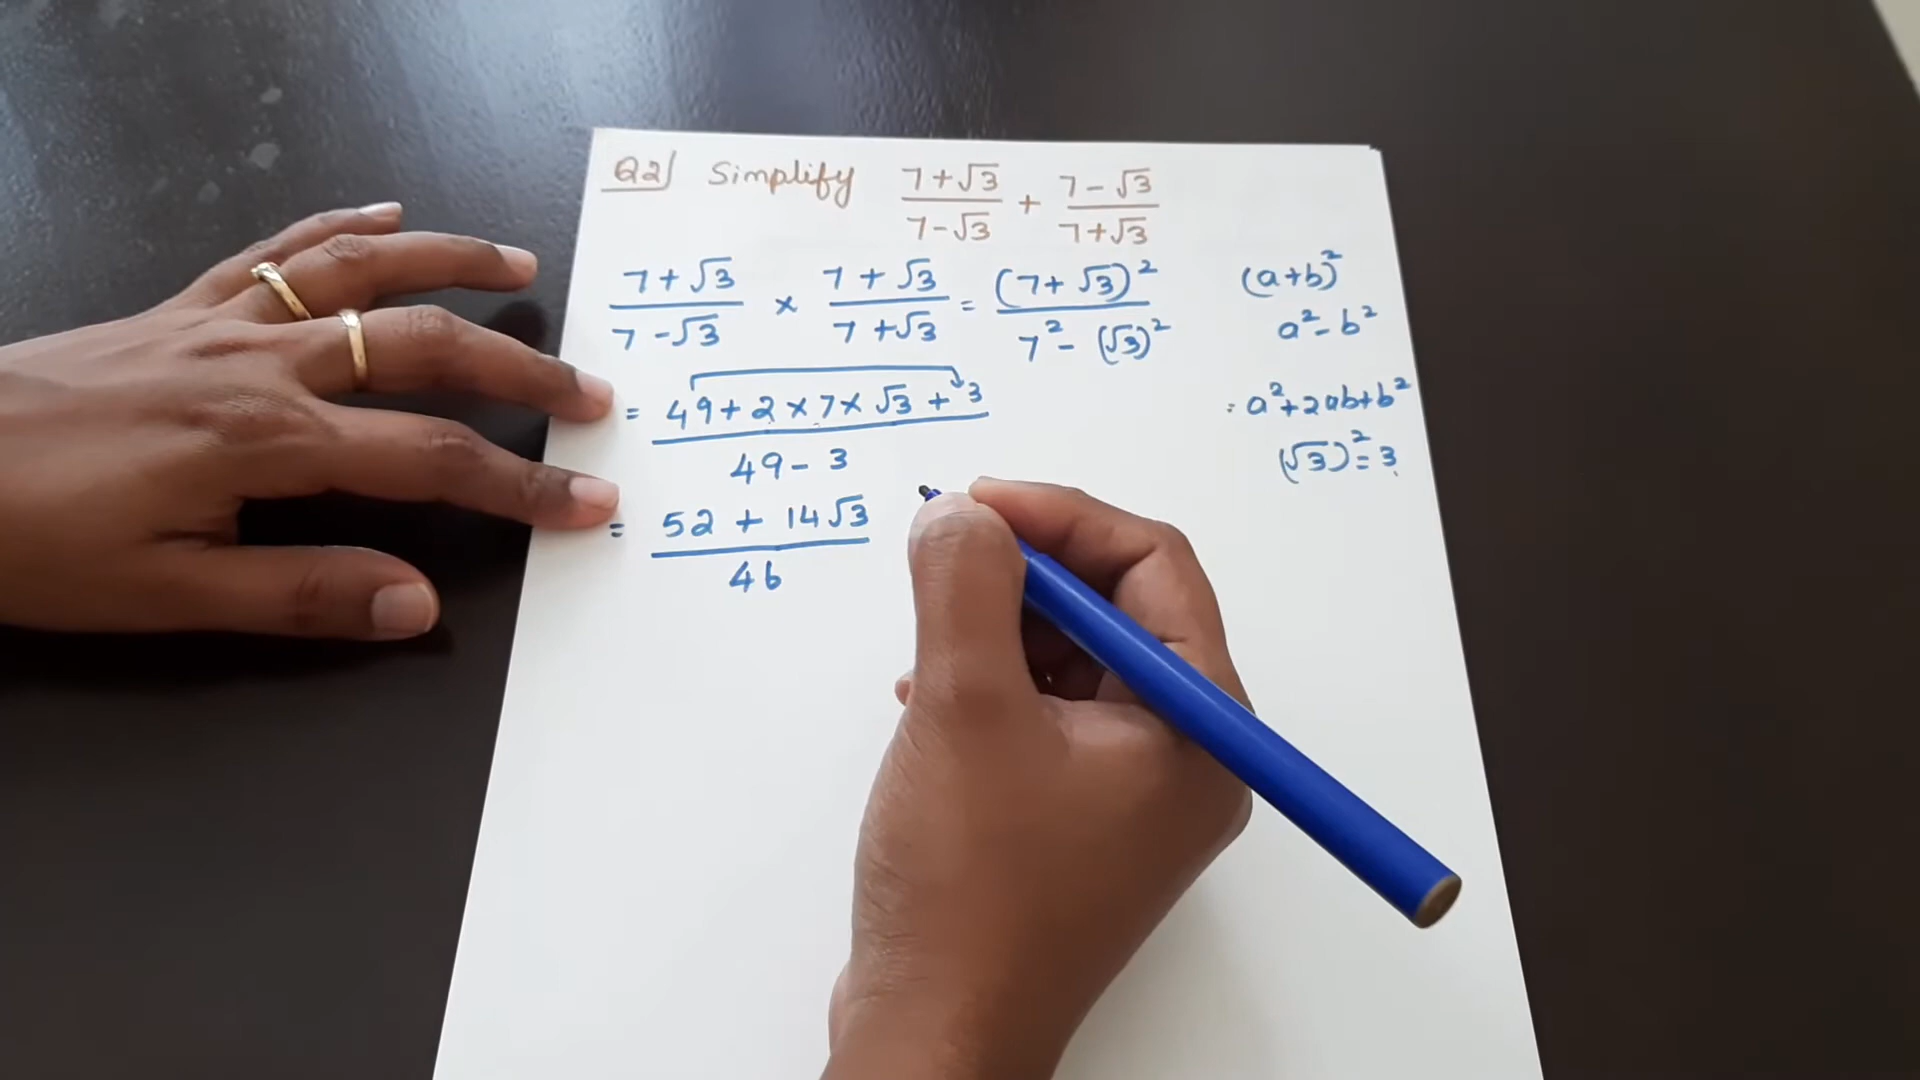 Q2/ Simplify (7+√3)/(7-√3) + (7-√3)/(7+√3)
(7+√3)/(7-√3) × (7+√3)/(7+√3) = (7+√3)²/(7² - (√3)²)
(a+b)²
a² - b²
= (49+2×7×√3+3)/(49-3)
= a²+2ab+b²
(√3)² = 3
= (52 + 14√3)/46